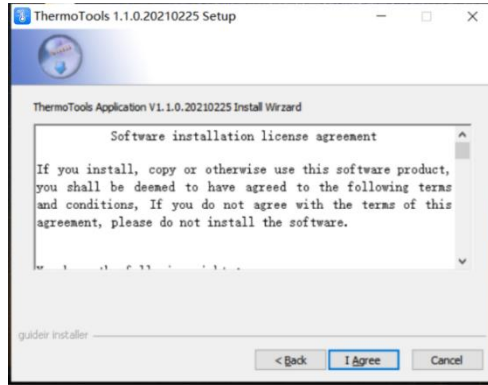 ThermoTools 1.1.0.20210225 Setup
ThermoTools Application V1.1.0.20210225 Install Wirzard
Software installation license agreement
If you install, copy or otherwise use this software product,
you shall be deemed to have agreed to the following terms
and conditions, If you do not agree with the terms of this
agreement, please do not install the software.
guideir installer
< Back
I Agree
Cancel